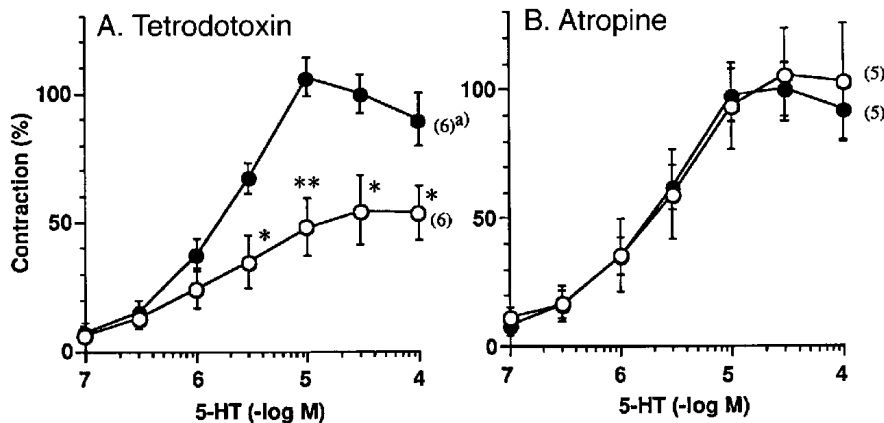 A. Tetrodotoxin
Contraction (%)
100
50
0
(6)a)
**
*
*
*
(6)
7 6 5 4
5-HT (-log M)
B. Atropine
100
50
0
(5)
(5)
7 6 5 4
5-HT (-log M)